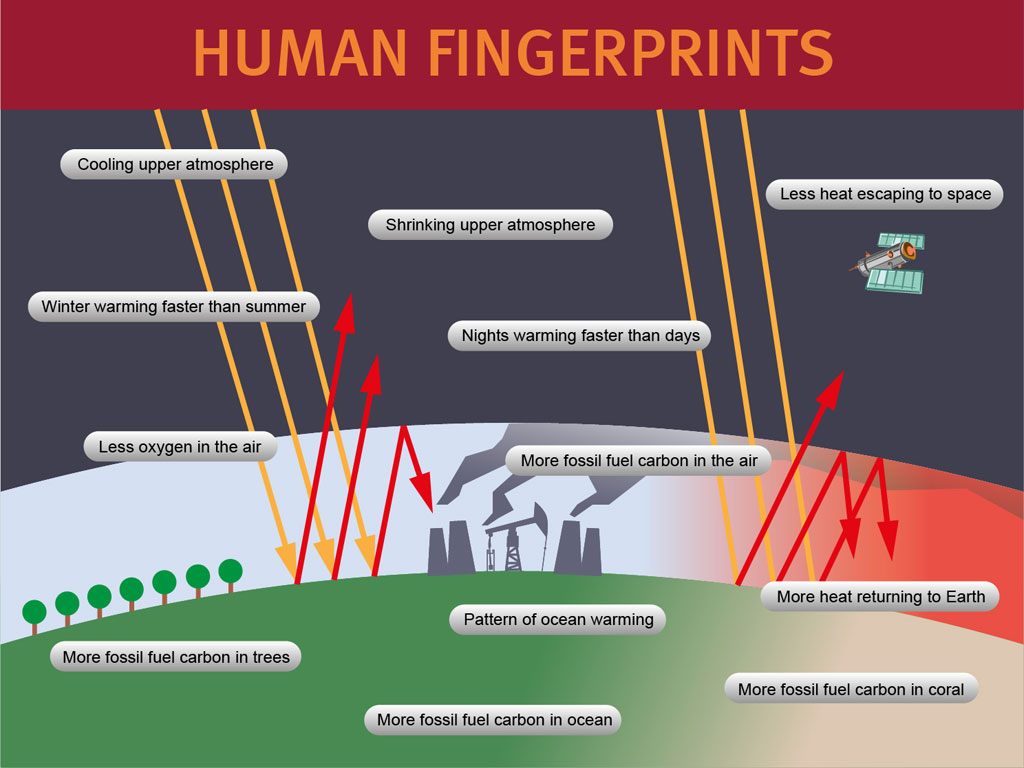 HUMAN FINGERPRINTS
Cooling upper atmosphere
Less heat escaping to space
Shrinking upper atmosphere
Winter warming faster than summer
Nights warming faster than days
Less oxygen in the air
More fossil fuel carbon in the air
More heat returning to Earth
Pattern of ocean warming
More fossil fuel carbon in trees
More fossil fuel carbon in coral
More fossil fuel carbon in ocean